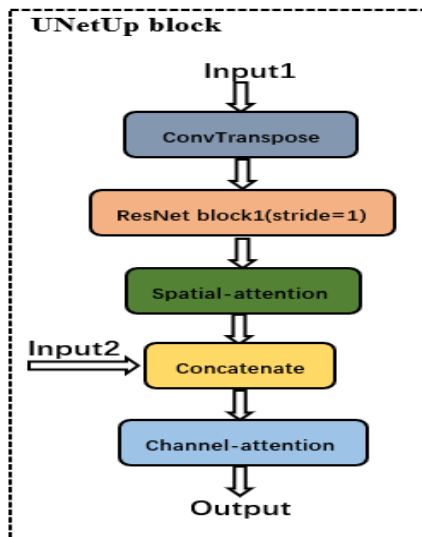 UNetUp block
Input1
ConvTranspose
ResNet block1(stride=1)
Spatial-attention
Input2
Concatenate
Channel-attention
Output